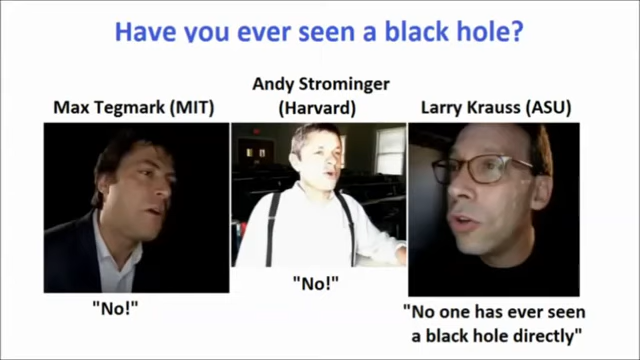 Have you ever seen a black hole?
Max Tegmark (MIT)
"No!"
Andy Strominger
(Harvard)
"No!"
Larry Krauss (ASU)
"No one has ever seen
a black hole directly"